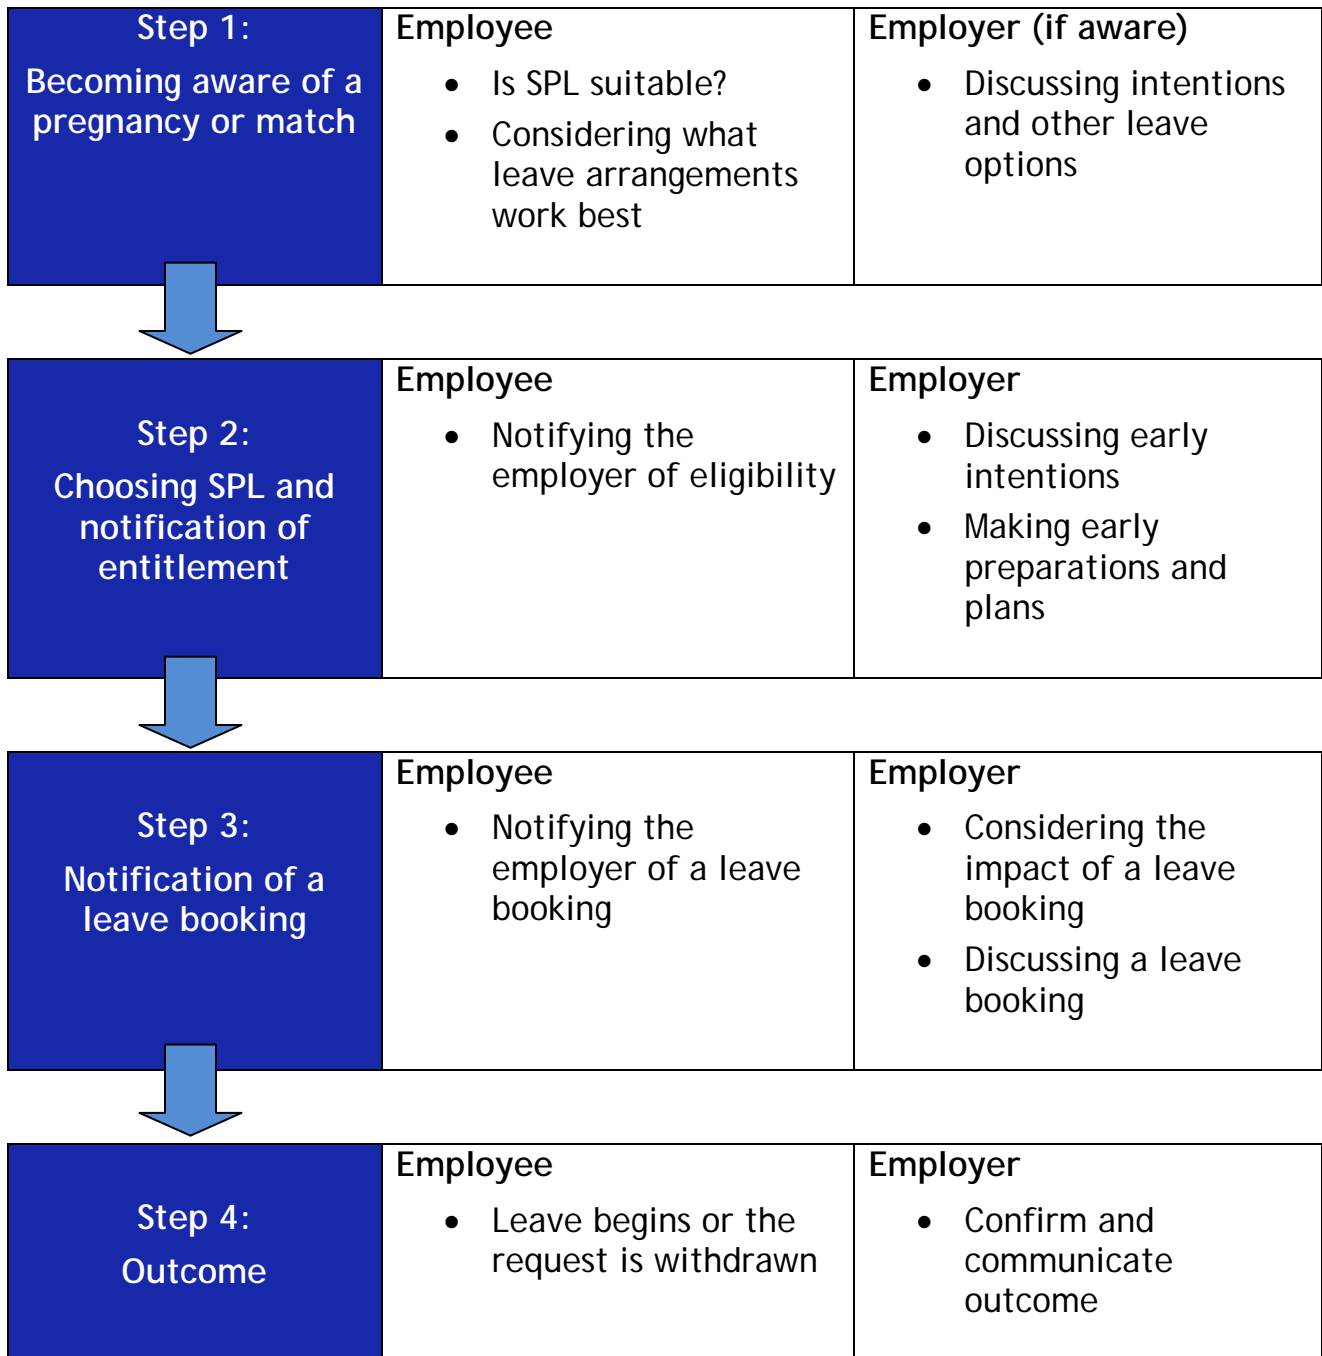 Step 1:
Becoming aware of a
pregnancy or match
Employee
• Is SPL suitable?
• Considering what
leave arrangements
work best
Employer (if aware)
• Discussing intentions
and other leave
options
Step 2:
Choosing SPL and
notification of
entitlement
Employee
• Notifying the
employer of eligibility
Employer
• Discussing early
intentions
• Making early
preparations and
plans
Step 3:
Notification of a
leave booking
Employee
• Notifying the
employer of a leave
booking
Employer
• Considering the
impact of a leave
booking
• Discussing a leave
booking
Step 4:
Outcome
Employee
• Leave begins or the
request is withdrawn
Employer
• Confirm and
communicate
outcome